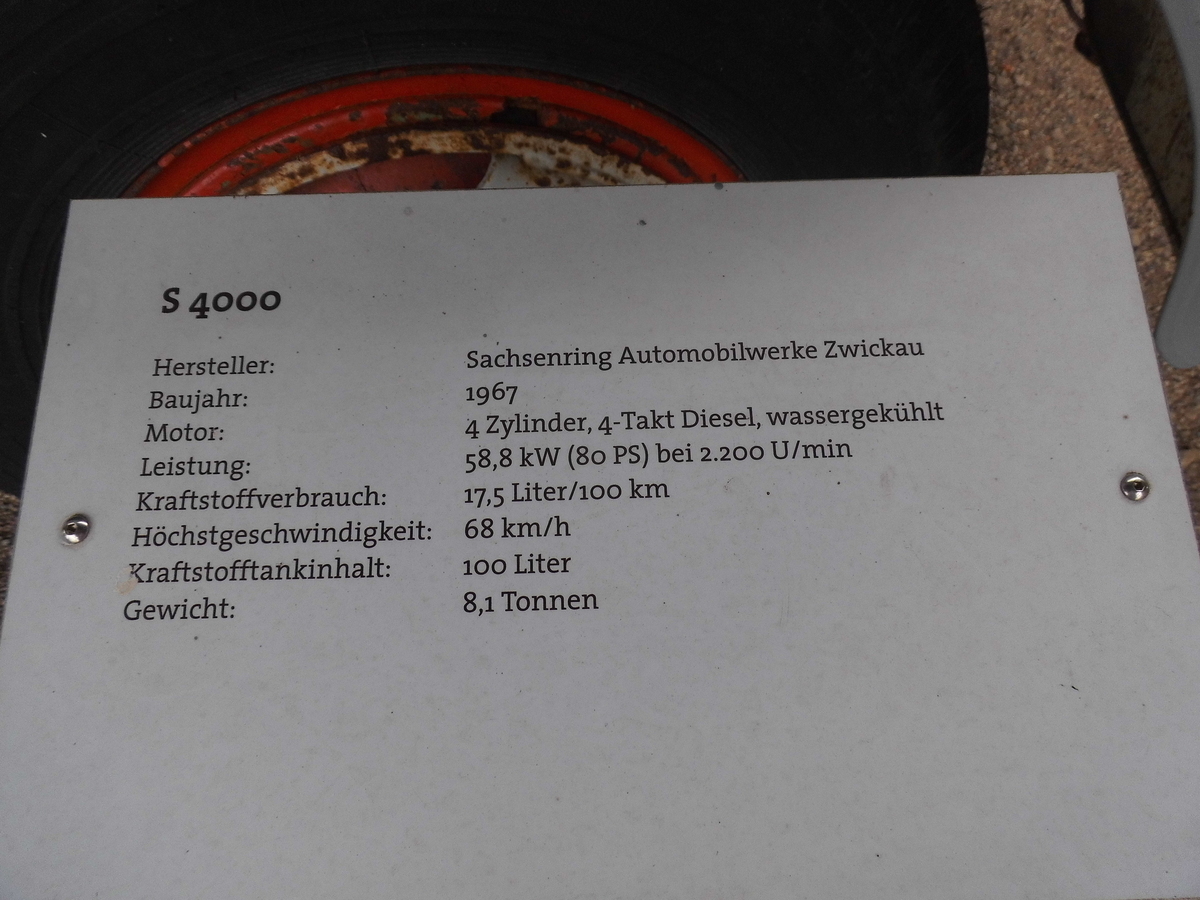 S 4000
Hersteller: Sachsenring Automobilwerke Zwickau
Baujahr: 1967
Motor: 4 Zylinder, 4-Takt Diesel, wassergekühlt
Leistung: 58,8 kW (80 PS) bei 2.200 U/min
Kraftstoffverbrauch: 17,5 Liter/100 km
Höchstgeschwindigkeit: 68 km/h
Kraftstofftankinhalt: 100 Liter
Gewicht: 8,1 Tonnen